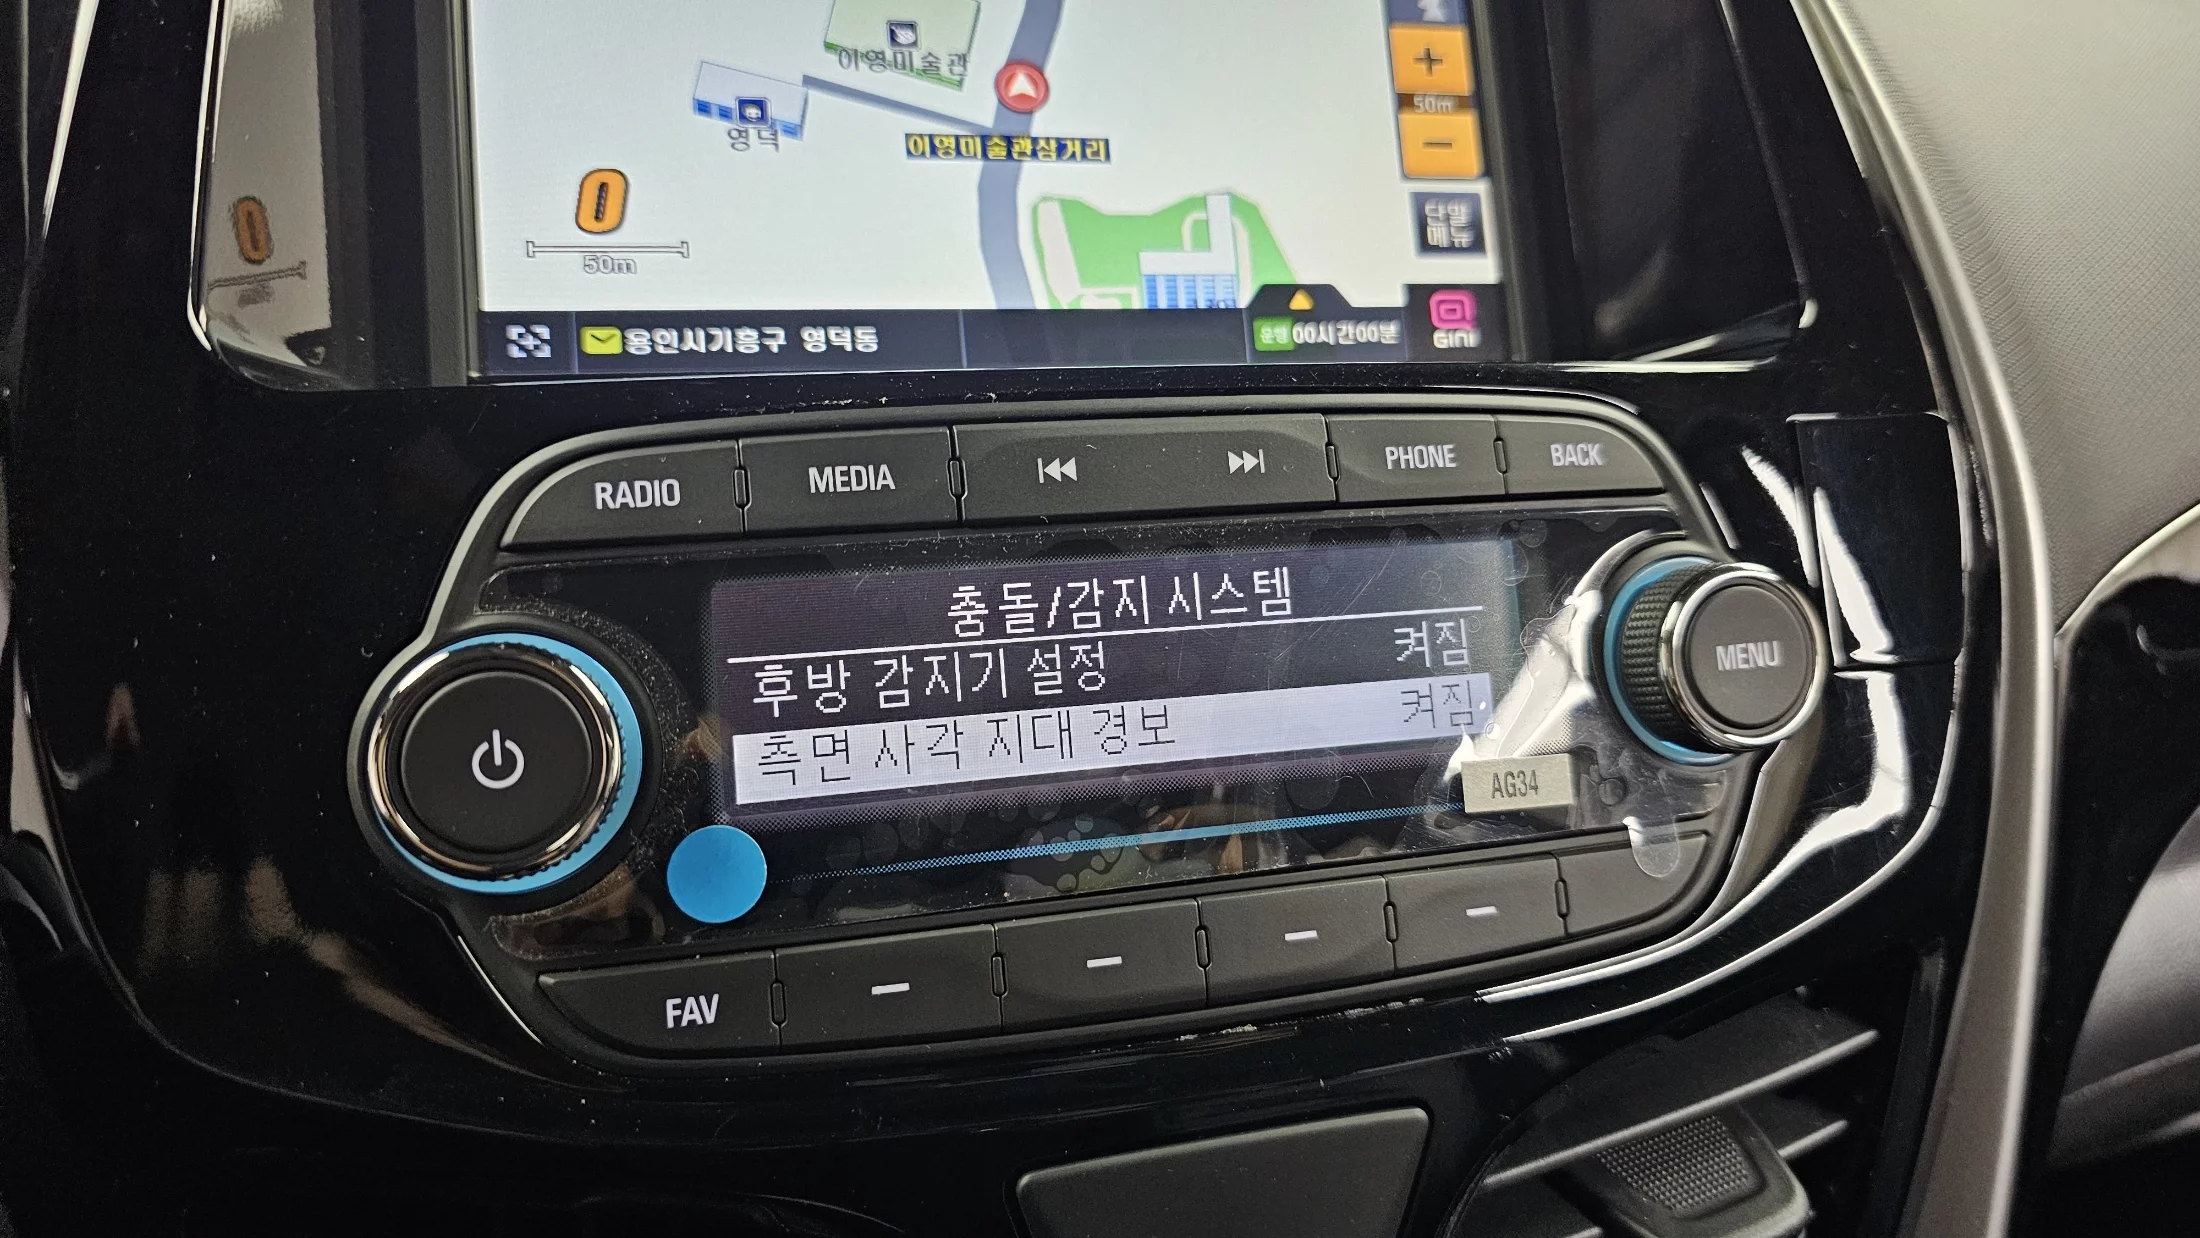 이영미술관
+
50m
영덕
이영미술관삼거리
−
0
0
단말
메뉴
50m
용인시기흥구 영덕동
운행 00시간00분
GINI
RADIO
MEDIA
PHONE
BACK
충돌/감지 시스템
후방 감지기 설정 켜짐
측면 사각 지대 경보 켜짐
MENU
AG34
FAV